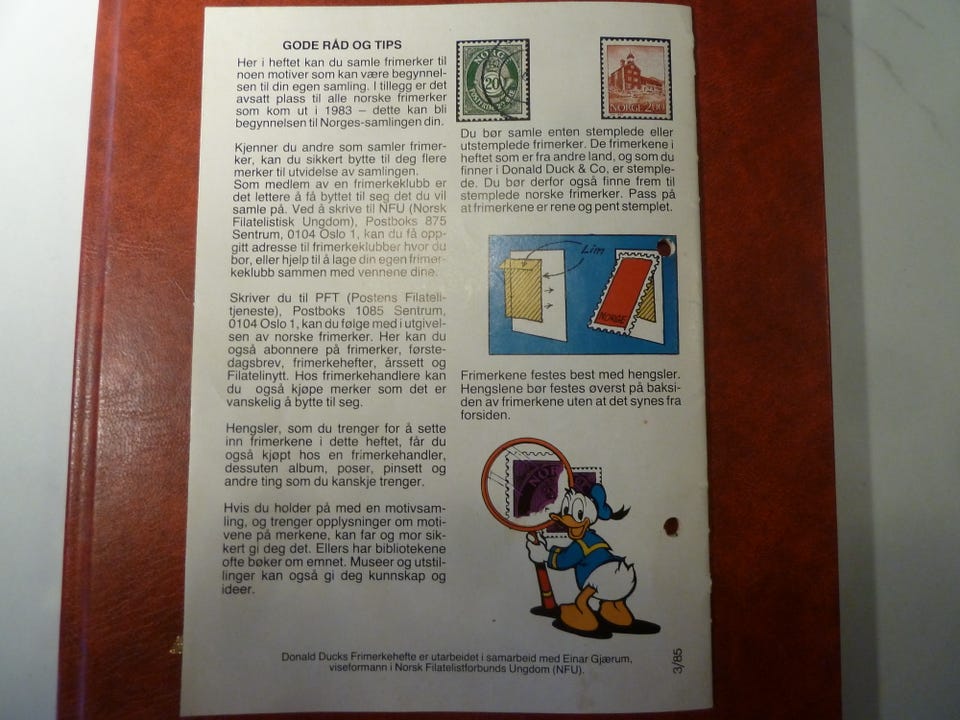 GODE RÅD OG TIPS
Her i heftet kan du samle frimerker til
noen motiver som kan være begynnel-
sen til din egen samling. I tillegg er det
avsatt plass til alle norske frimerker
som kom ut i 1983 – dette kan bli
begynnelsen til Norges-samlingen din.
Kjenner du andre som samler frimer-
ker, kan du sikkert bytte til deg flere
merker til utvidelse av samlingen.
Som medlem av en frimerkeklubb er
det lettere å få byttet til seg det du vil
samle på. Ved å skrive til NFU (Norsk
Filatelistisk Ungdom), Postboks 875
Sentrum, 0104 Oslo 1, kan du få opp-
gitt adresse til frimerkeklubber hvor du
bor, eller hjelp til å lage din egen frimer-
keklubb sammen med vennene dine.
Skriver du til PFT (Postens Filateli-
tjeneste), Postboks 1085 Sentrum,
0104 Oslo 1, kan du følge med i utgivel-
sen av norske frimerker. Her kan du
også abonnere på frimerker, første-
dagsbrev, frimerkehefter, årssett og
Filatelinytt. Hos frimerkehandlere kan
du også kjøpe merker som det er
vanskelig å bytte til seg.
Hengsler, som du trenger for å sette
inn frimerkene i dette heftet, får du
også kjøpt hos en frimerkehandler,
dessuten album, poser, pinsett og
andre ting som du kanskje trenger.
Hvis du holder på med en motivsam-
ling, og trenger opplysninger om moti-
vene på merkene, kan far og mor sik-
kert gi deg det. Ellers har bibliotekene
ofte bøker om emnet. Museer og utstil-
linger kan også gi deg kunnskap og
ideer.
NORGE
20
NORGE 2.00
Du bør samle enten stemplede eller
ustemplede frimerker. De frimerkene i
heftet som er fra andre land, og som du
finner i Donald Duck & Co, er stemple-
de. Du bør derfor også finne frem til
stemplede norske frimerker. Pass på
at frimerkene er rene og pent stemplet.
Lim
NORGE
Frimerkene festes best med hengsler.
Hengslene bør festes øverst på baksi-
den av frimerkene uten at det synes fra
forsiden.
NOR
Donald Ducks Frimerkehefte er utarbeidet i samarbeid med Einar Gjærum,
viseformann i Norsk Filatelistforbunds Ungdom (NFU).
3/85